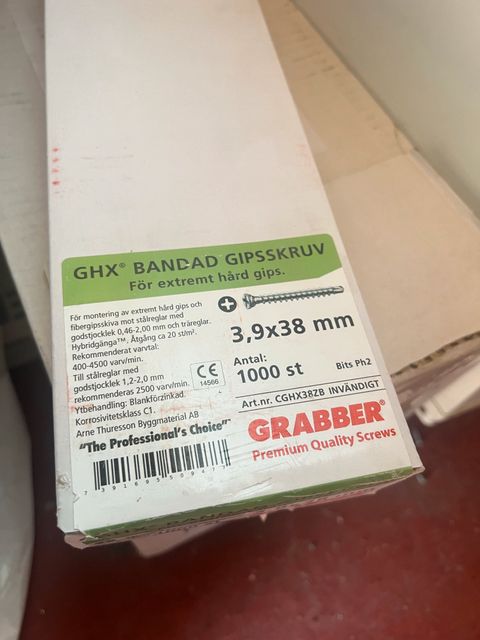 GHX® BANDAD GIPSSKRUV
För extremt hård gips.
För montering av extremt hård gips och
fibergipsskiva mot stålreglar med
godstjocklek 0,46-2,00 mm och träreglar.
Hybridgänga™. Åtgång ca 20 st/m².
Rekommenderat varvtal:
400-4500 varv/min.
Till stålreglar med
godstjocklek 1,2-2,0 mm
rekommenderas 2500 varv/min.
Ytbehandling: Blankförzinkad.
Korrosivitetsklass C1.
Arne Thuresson Byggmaterial AB
"The Professional's Choice"
CE
14566
3,9x38 mm
Antal:
1000 st
Bits Ph2
Art.nr. CGHX38ZB INVÄNDIGT
GRABBER®
Premium Quality Screws
GHX® BANDAD